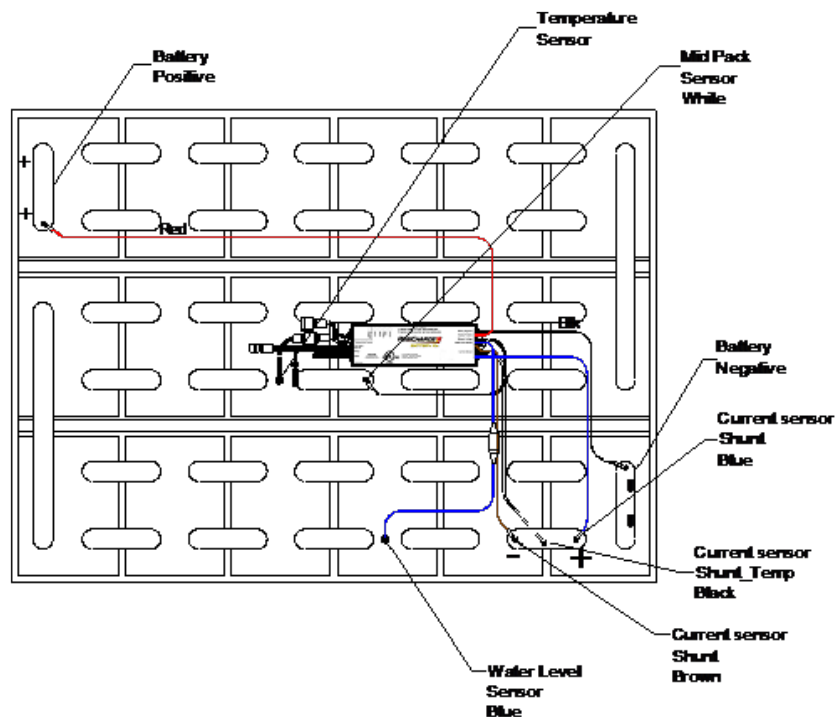 Temperature
Sensor
Battery
Positive
Mid Pack
Sensor
White
+
+
Red
Blk
Battery
Negative
Current sensor
Shunt
Blue
- +
Current sensor
Shunt_Temp
Black
Current sensor
Shunt
Brown
Water Level
Sensor
Blue